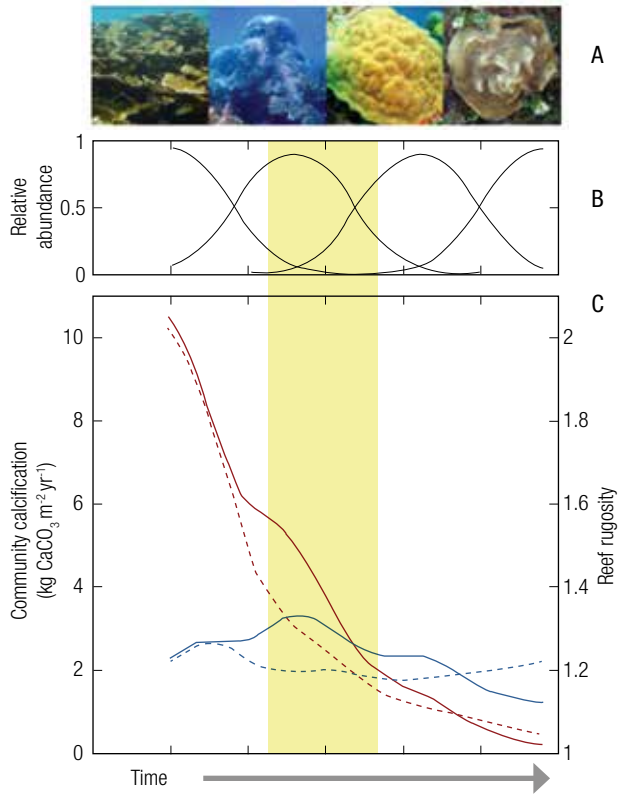 A
B
C
Relative
abundance
1
0.5
0
Community calcification
(kg CaCO₃ m⁻² yr⁻¹)
10
8
6
4
2
0
Reef rugosity
2
1.8
1.6
1.4
1.2
1
Time